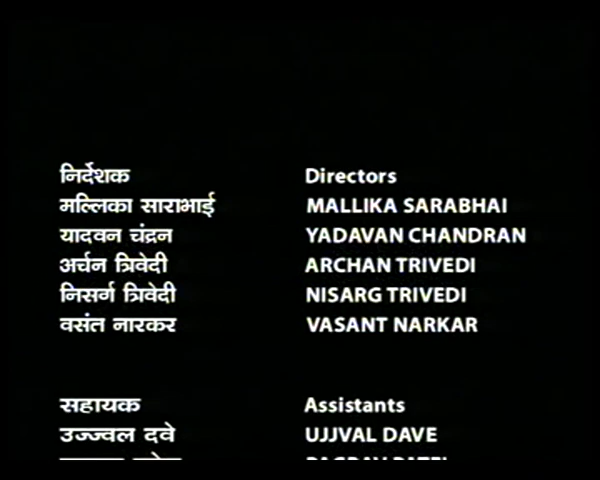 निर्देशक Directors
मल्लिका साराभाई MALLIKA SARABHAI
यादवन चंद्रन YADAVAN CHANDRAN
अर्चन त्रिवेदी ARCHAN TRIVEDI
निसर्ग त्रिवेदी NISARG TRIVEDI
वसंत नारकर VASANT NARKAR
सहायक Assistants
उज्ज्वल दवे UJJVAL DAVE